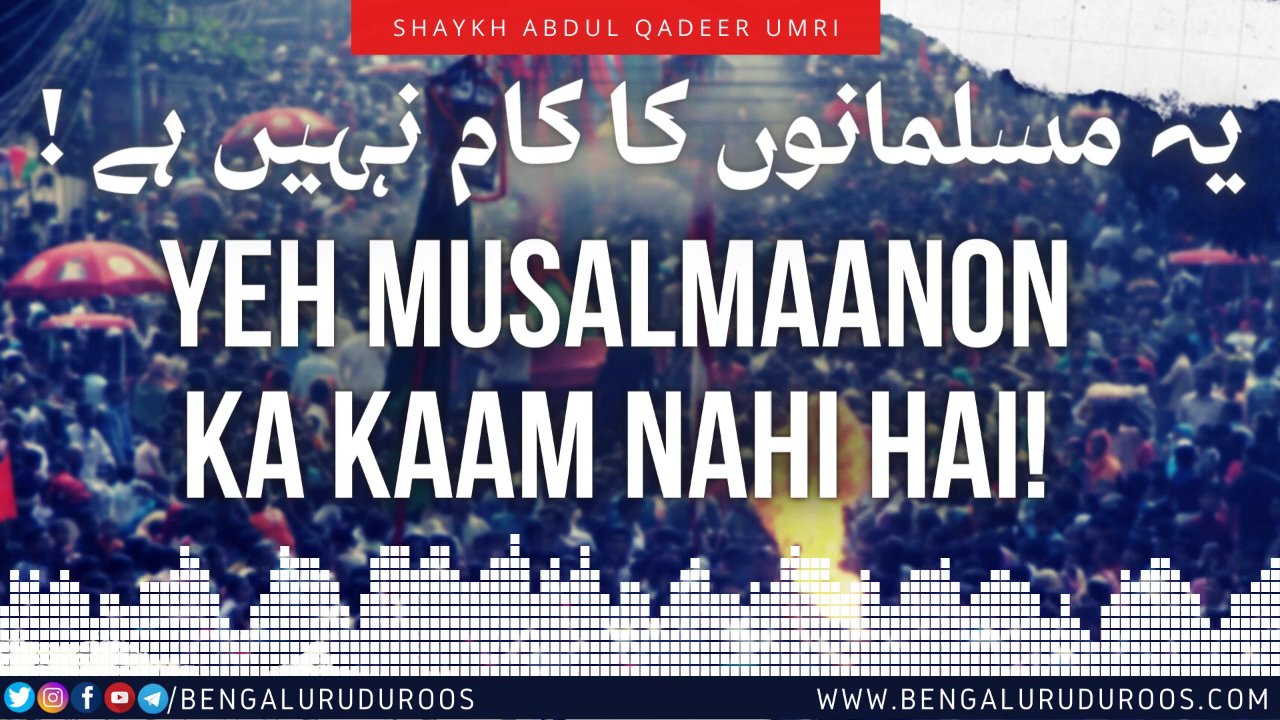 SHAYKH ABDUL QADEER UMRI
یہ مسلمانوں کا کام نہیں ہے !
YEH MUSALMAANON
KA KAAM NAHI HAI!
/BENGALURUDUROOS
WWW.BENGALURUDUROOS.COM